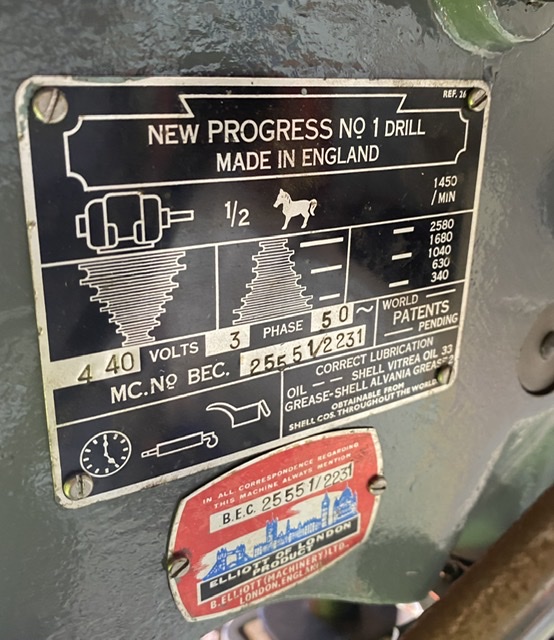 REF. 26
NEW PROGRESS Nº 1 DRILL
MADE IN ENGLAND
1/2
1450
/MIN
2580
1680
1040
630
340
440 VOLTS 3 PHASE 50 ~
MC. Nº BEC. 25551/2231
WORLD
PATENTS
PENDING
CORRECT LUBRICATION
OIL -- SHELL VITREA OIL 33
GREASE-SHELL ALVANIA GREASE 2
OBTAINABLE FROM
SHELL COS. THROUGHOUT THE WORLD
IN ALL CORRESPONDENCE REGARDING
THIS MACHINE ALWAYS MENTION
B.E.C. 25551/2231
ELLIOTT OF LONDON
PRODUCT
B. ELLIOTT (MACHINERY) LTD.,
LONDON, ENGLAND